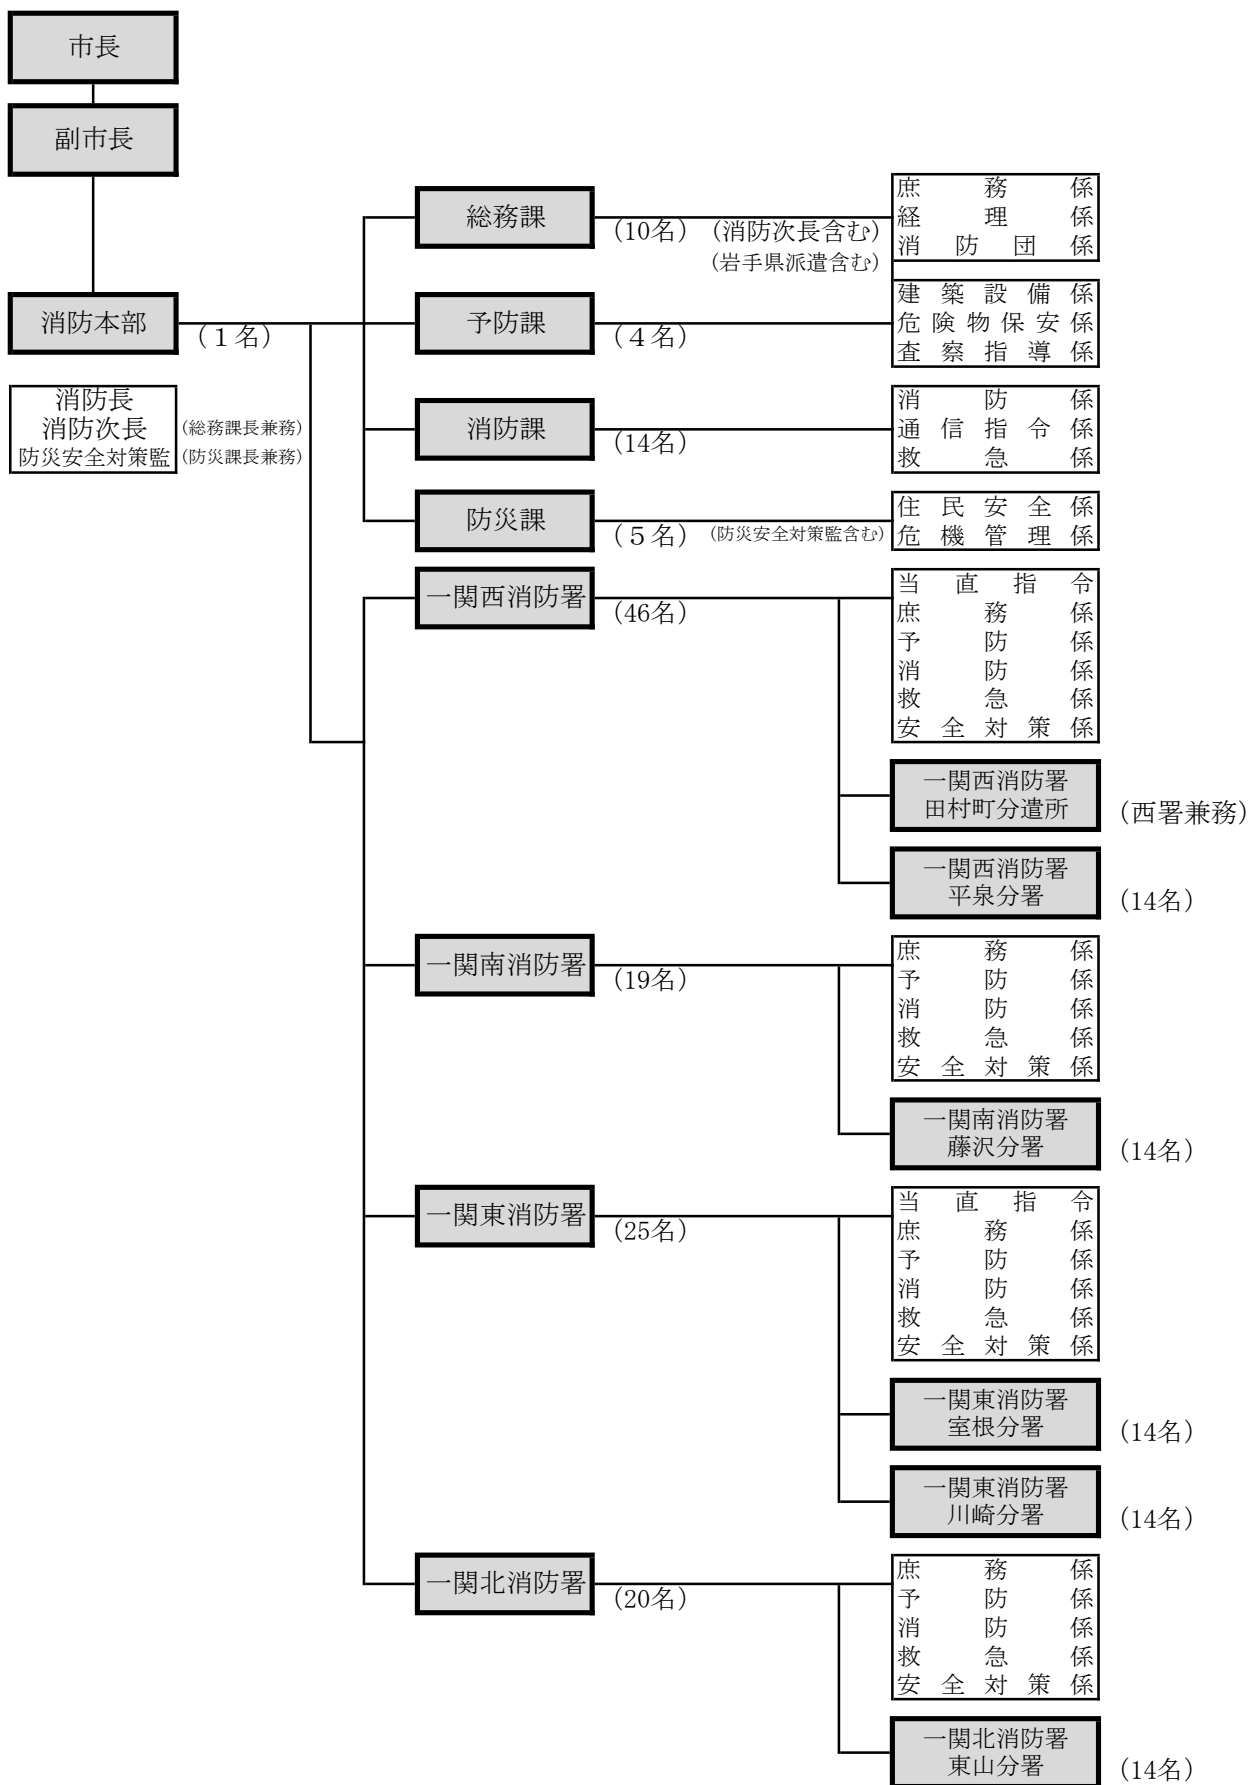 市長
副市長
消防本部
（１名）
消防長
消防次長 (総務課長兼務)
防災安全対策監 (防災課長兼務)
総務課
（10名）（消防次長含む）
（岩手県派遣含む）
庶務係
経理係
消防団係
予防課
（４名）
建築設備係
危険物保安係
査察指導係
消防課
（14名）
消防係
通信指令係
救急係
防災課
（５名） (防災安全対策監含む)
住民安全係
危機管理係
一関西消防署
（46名）
当直指令
庶務係
予防係
消防係
救急係
安全対策係
一関西消防署
田村町分遣所
（西署兼務）
一関西消防署
平泉分署
（14名）
一関南消防署
（19名）
庶務係
予防係
消防係
救急係
安全対策係
一関南消防署
藤沢分署
（14名）
一関東消防署
（25名）
当直指令
庶務係
予防係
消防係
救急係
安全対策係
一関東消防署
室根分署
（14名）
一関東消防署
川崎分署
（14名）
一関北消防署
（20名）
庶務係
予防係
消防係
救急係
安全対策係
一関北消防署
東山分署
（14名）